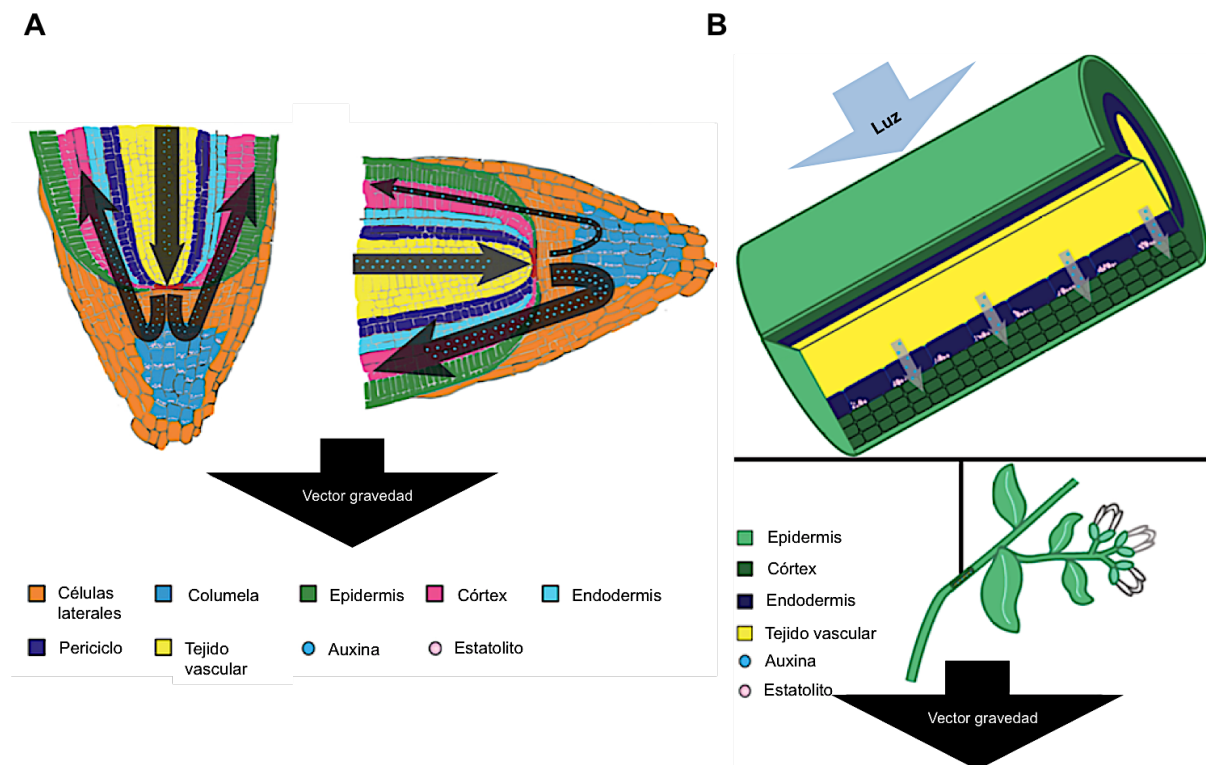 A
B
Luz
Vector gravedad
Células
laterales
Columela
Epidermis
Córtex
Endodermis
Periciclo
Tejido
vascular
Auxina
Estatolito
Epidermis
Córtex
Endodermis
Tejido vascular
Auxina
Estatolito
Vector gravedad